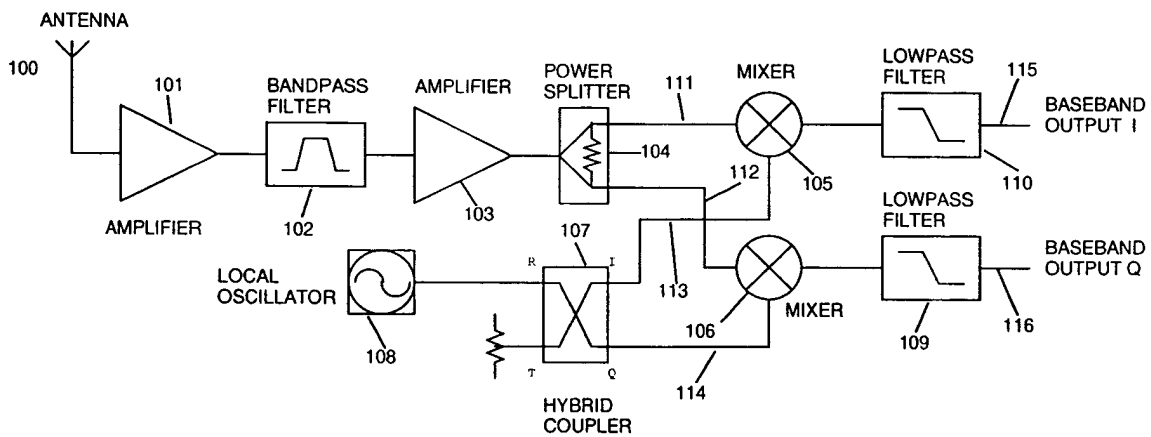 ANTENNA
100
101
BANDPASS
FILTER
AMPLIFIER
POWER
SPLITTER
111
MIXER
LOWPASS
FILTER
115
BASEBAND
OUTPUT I
104
112
105
110
AMPLIFIER
102
103
LOWPASS
FILTER
107
R
I
113
BASEBAND
OUTPUT Q
LOCAL
OSCILLATOR
106
MIXER
108
109
116
T
Q
114
HYBRID
COUPLER